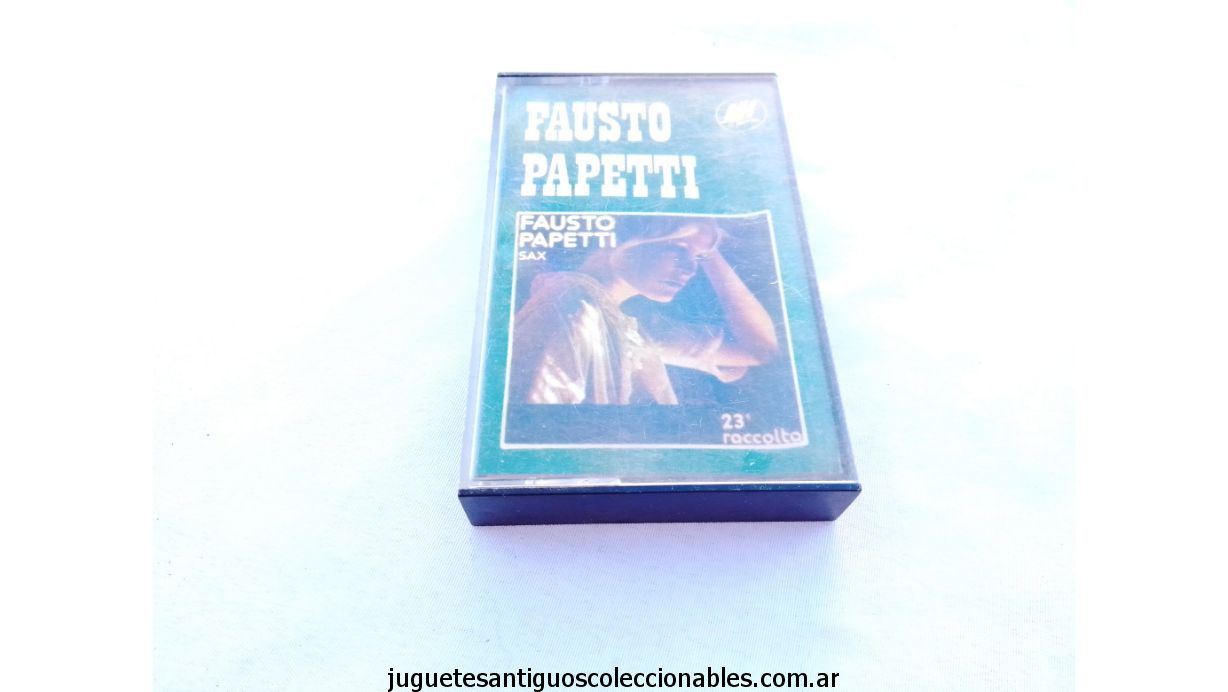 FAUSTO
PAPETTI
FAUSTO
PAPETTI
SAX
23ª
raccolta
juguetesantiguoscoleccionables.com.ar